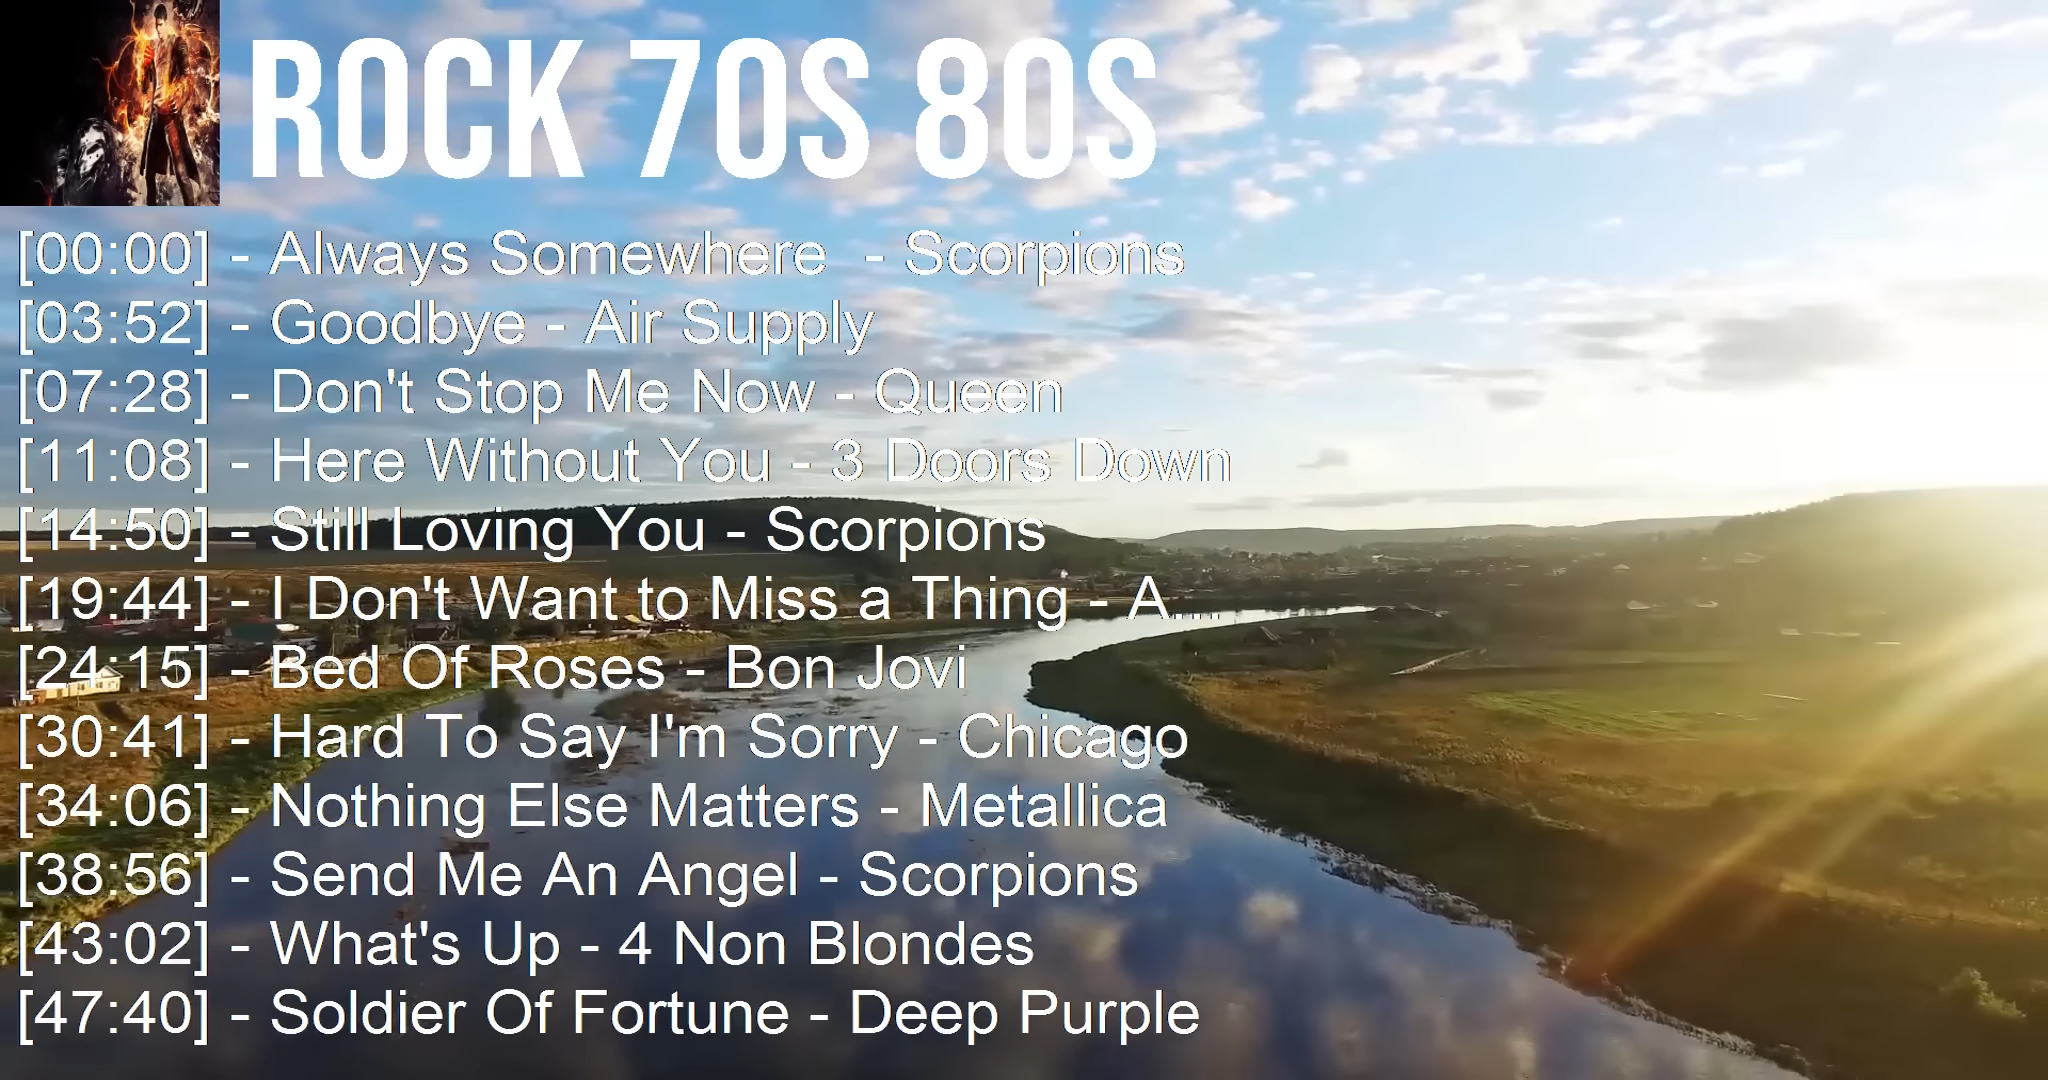 ROCK 70S 80S
[00:00] - Always Somewhere - Scorpions
[03:52] - Goodbye - Air Supply
[07:28] - Don't Stop Me Now - Queen
[11:08] - Here Without You - 3 Doors Down
[14:50] - Still Loving You - Scorpions
[19:44] - I Don't Want to Miss a Thing - A...
[24:15] - Bed Of Roses - Bon Jovi
[30:41] - Hard To Say I'm Sorry - Chicago
[34:06] - Nothing Else Matters - Metallica
[38:56] - Send Me An Angel - Scorpions
[43:02] - What's Up - 4 Non Blondes
[47:40] - Soldier Of Fortune - Deep Purple